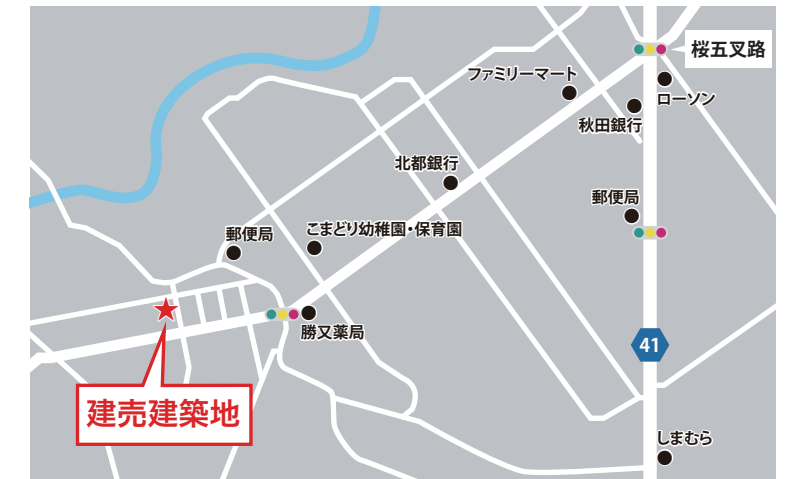 桜五叉路
ファミリーマート
ローソン
秋田銀行
北都銀行
郵便局
郵便局
こまどり幼稚園・保育園
勝又薬局
41
建売建築地
しまむら